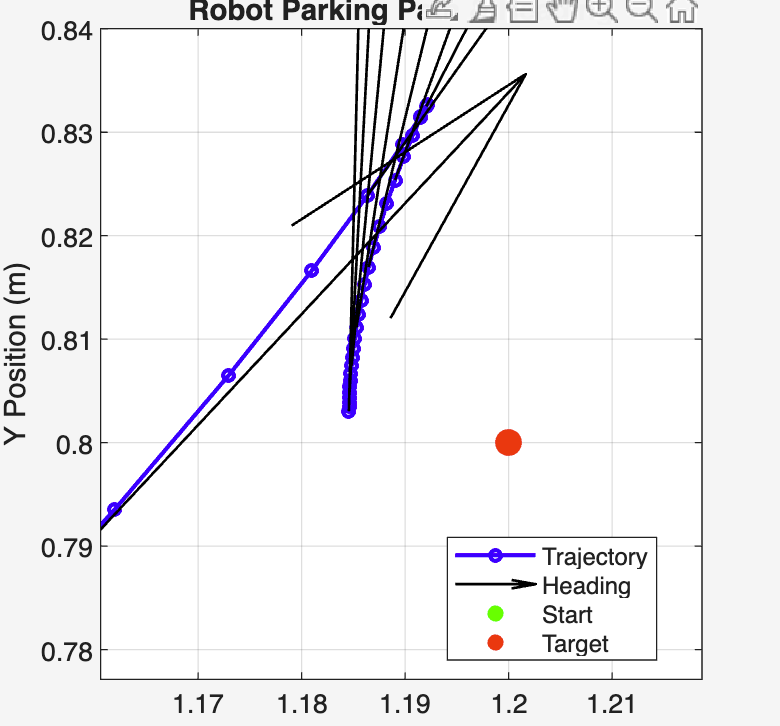 Robot Parking
0.84
0.83
0.82
0.81
0.8
0.79
0.78
Y Position (m)
1.17 1.18 1.19 1.2 1.21
Trajectory
Heading
Start
Target